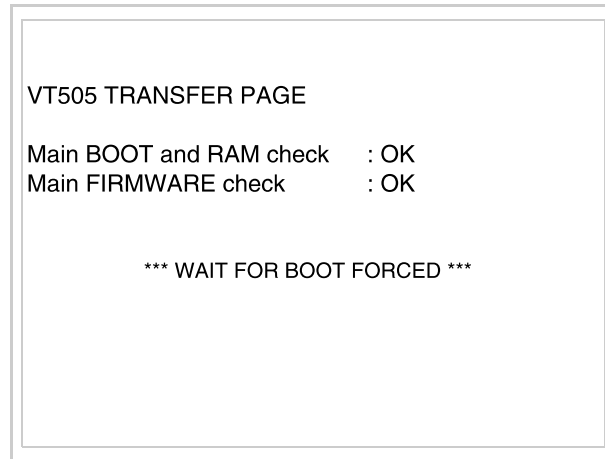 VT505 TRANSFER PAGE
Main BOOT and RAM check : OK
Main FIRMWARE check : OK
*** WAIT FOR BOOT FORCED ***